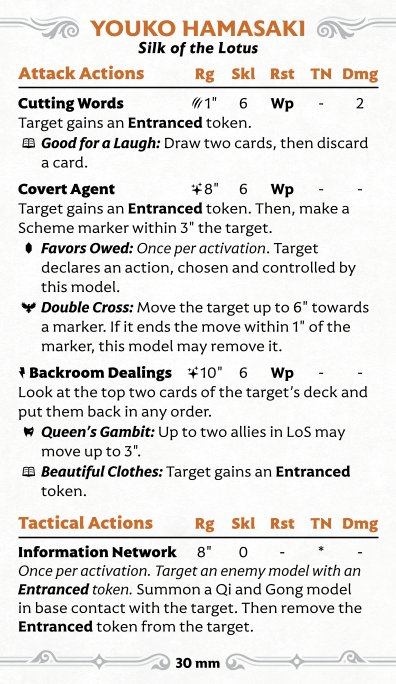 YOUKO HAMASAKI
Silk of the Lotus
Attack Actions Rg Skl Rst TN Dmg
Cutting Words 1" 6 Wp - 2
Target gains an Entranced token.
Good for a Laugh: Draw two cards, then discard
a card.
Covert Agent 8" 6 Wp - -
Target gains an Entranced token. Then, make a
Scheme marker within 3" the target.
Favors Owed: Once per activation. Target
declares an action, chosen and controlled by
this model.
Double Cross: Move the target up to 6" towards
a marker. If it ends the move within 1" of the
marker, this model may remove it.
Backroom Dealings 10" 6 Wp - -
Look at the top two cards of the target's deck and
put them back in any order.
Queen's Gambit: Up to two allies in LoS may
move up to 3".
Beautiful Clothes: Target gains an Entranced
token.
Tactical Actions Rg Skl Rst TN Dmg
Information Network 8" 0 - * -
Once per activation. Target an enemy model with an
Entranced token. Summon a Qi and Gong model
in base contact with the target. Then remove the
Entranced token from the target.
30 mm